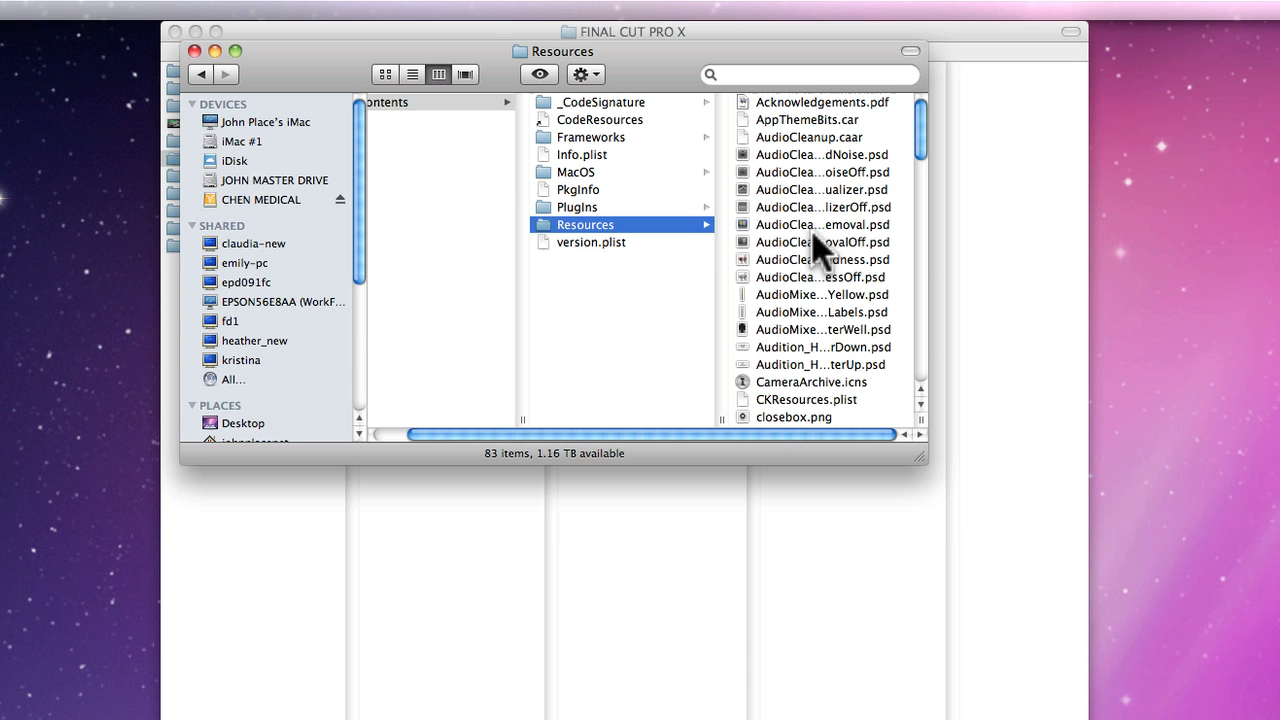 FINAL CUT PRO X
Resources
DEVICES
John Place's iMac
iMac #1
iDisk
JOHN MASTER DRIVE
CHEN MEDICAL
SHARED
claudia-new
emily-pc
epd091fc
EPSON56E8AA (WorkF...
fd1
heather_new
kristina
All...
PLACES
Desktop
ontents
_CodeSignature
CodeResources
Frameworks
Info.plist
MacOS
PkgInfo
PlugIns
Resources
version.plist
Acknowledgements.pdf
AppThemeBits.car
AudioCleanup.caar
AudioClea...dNoise.psd
AudioClea...oiseOff.psd
AudioClea...ualizer.psd
AudioClea...lizerOff.psd
AudioClea...emoval.psd
AudioClea...ovalOff.psd
AudioClea...dness.psd
AudioClea...essOff.psd
AudioMixe...Yellow.psd
AudioMixe...Labels.psd
AudioMixe...terWell.psd
Audition_H...rDown.psd
Audition_H...terUp.psd
CameraArchive.icns
CKResources.plist
closebox.png
83 items, 1.16 TB available